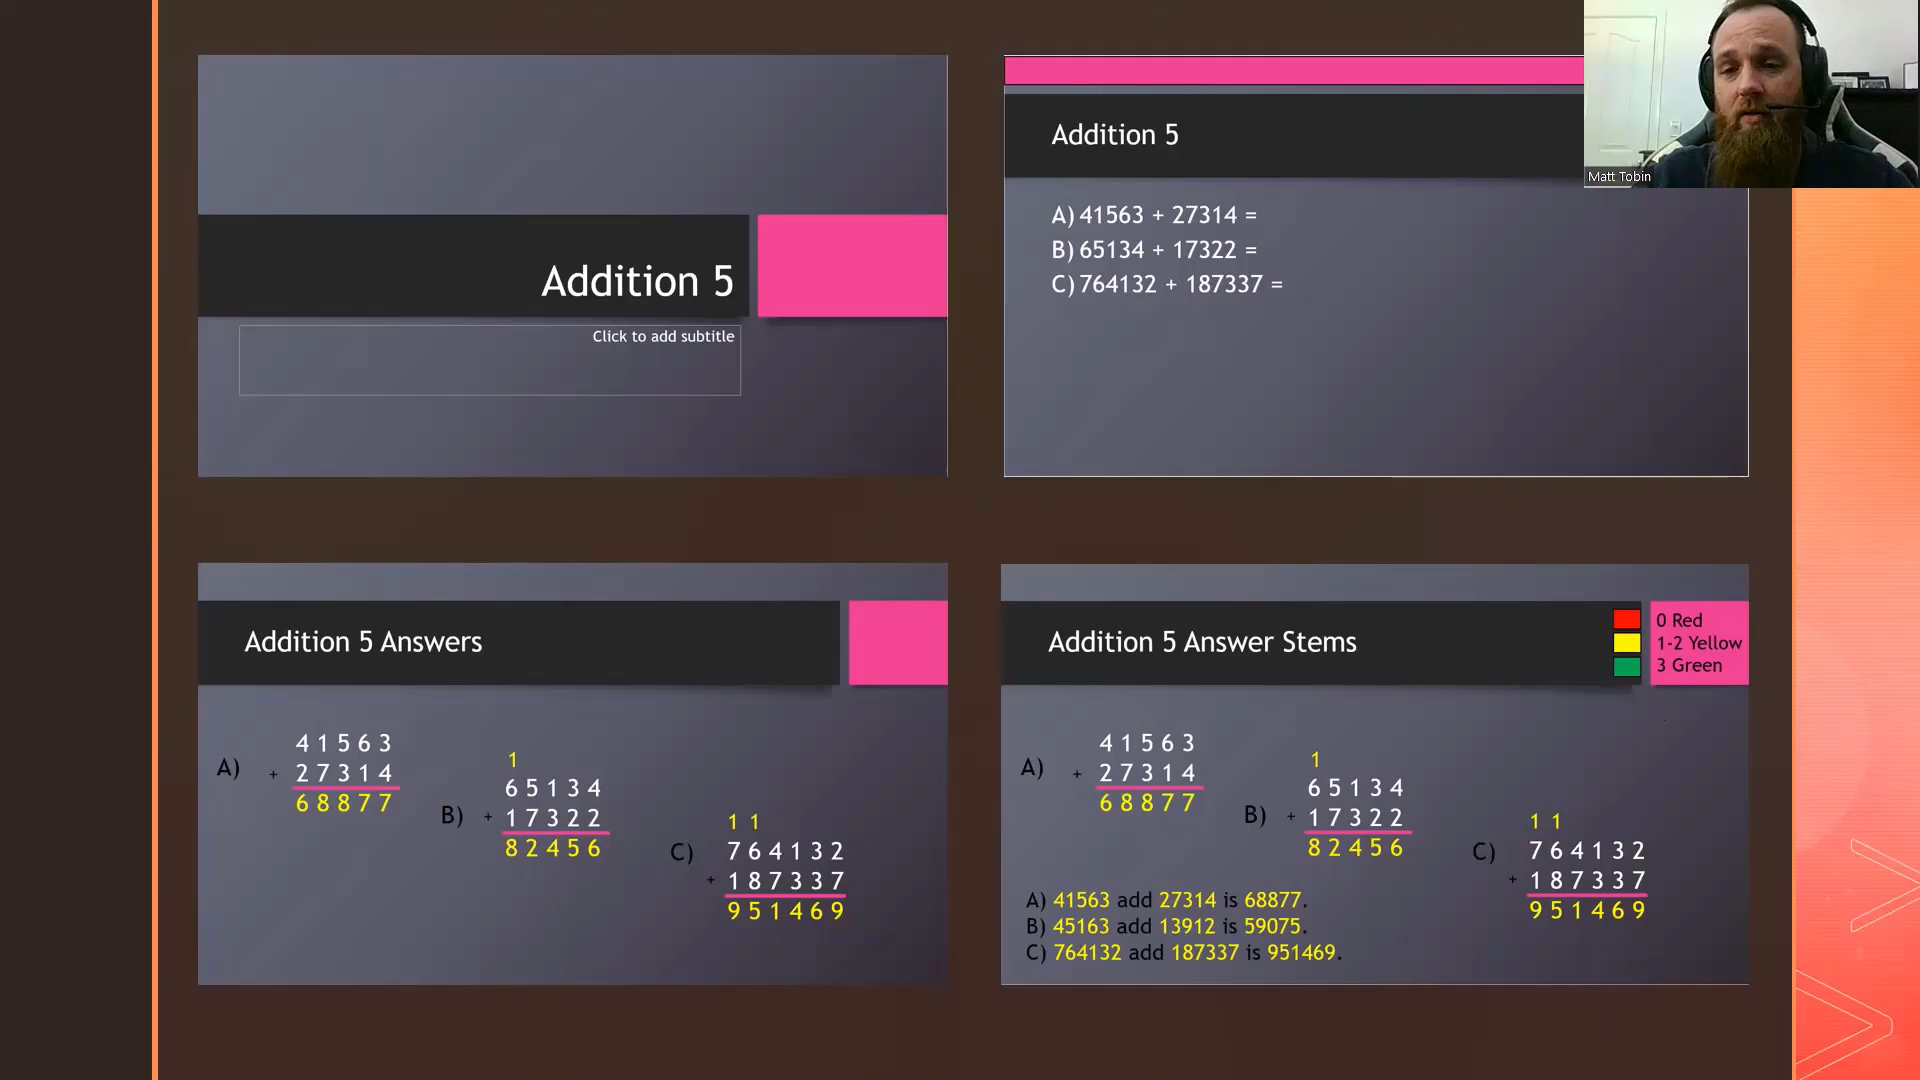 Addition 5
Click to add subtitle
Addition 5
A) 41563 + 27314 =
B) 65134 + 17322 =
C) 764132 + 187337 =
Matt Tobin
Addition 5 Answers
A)
4 1 5 6 3
+ 2 7 3 1 4
6 8 8 7 7
B)
1
6 5 1 3 4
+ 1 7 3 2 2
8 2 4 5 6
C)
1 1
7 6 4 1 3 2
+ 1 8 7 3 3 7
9 5 1 4 6 9
Addition 5 Answer Stems
0 Red
1-2 Yellow
3 Green
A)
4 1 5 6 3
+ 2 7 3 1 4
6 8 8 7 7
B)
1
6 5 1 3 4
+ 1 7 3 2 2
8 2 4 5 6
C)
1 1
7 6 4 1 3 2
+ 1 8 7 3 3 7
9 5 1 4 6 9
A) 41563 add 27314 is 68877.
B) 45163 add 13912 is 59075.
C) 764132 add 187337 is 951469.